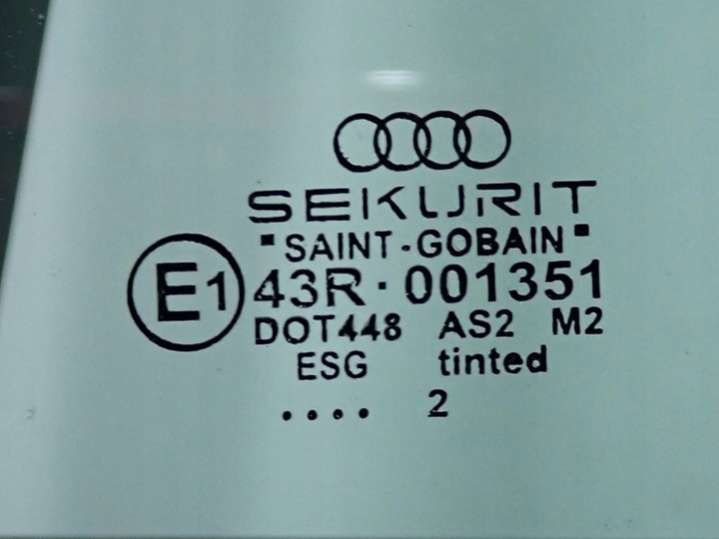 SEKURIT
"SAINT-GOBAIN"
E1 43R·001351
DOT448 AS2 M2
ESG tinted
.... 2